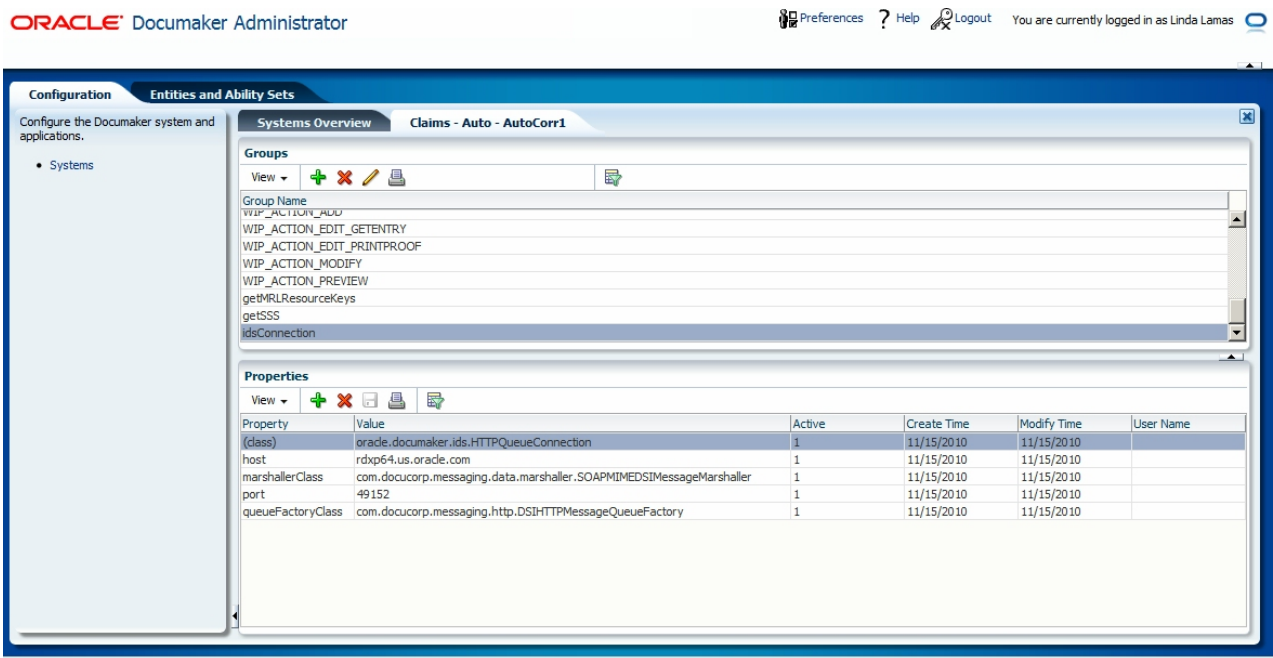 ORACLE Documaker Administrator
Preferences ? Help Logout You are currently logged in as Linda Lamas
Configuration Entities and Ability Sets
Configure the Documaker system and
applications.
• Systems
Systems Overview Claims - Auto - AutoCorr1
Groups
View
Group Name
WIP_ACTION_ADD
WIP_ACTION_EDIT_GETENTRY
WIP_ACTION_EDIT_PRINTPROOF
WIP_ACTION_MODIFY
WIP_ACTION_PREVIEW
getMRLResourceKeys
getSSS
idsConnection
Properties
View
Property Value Active Create Time Modify Time User Name
(class) oracle.documaker.ids.HTTPQueueConnection 1 11/15/2010 11/15/2010
host rdxp64.us.oracle.com 1 11/15/2010 11/15/2010
marshallerClass com.docucorp.messaging.data.marshaller.SOAPMIMEDSIMessageMarshaller 1 11/15/2010 11/15/2010
port 49152 1 11/15/2010 11/15/2010
queueFactoryClass com.docucorp.messaging.http.DSIHTTPMessageQueueFactory 1 11/15/2010 11/15/2010